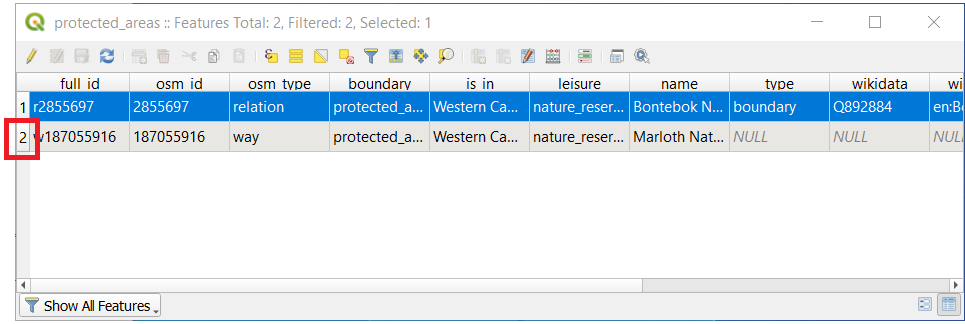 protected_areas :: Features Total: 2, Filtered: 2, Selected: 1
full_id osm_id osm_type boundary is_in leisure name type wikidata wi
1 r2855697 2855697 relation protected_a... Western Ca... nature_reser... Bontebok N... boundary Q892884 en:Bo
2 w187055916 187055916 way protected_a... Western Ca... nature_reser... Marloth Nat... NULL NULL NULL
Show All Features